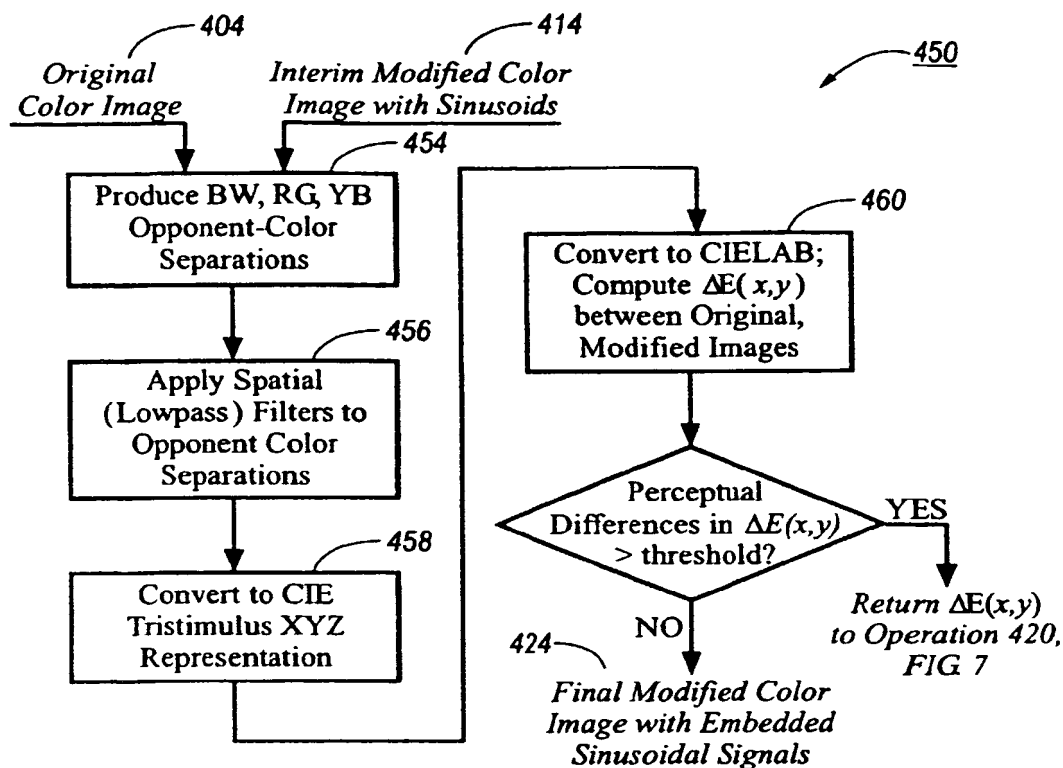 404
Original
Color Image
414
Interim Modified Color
Image with Sinusoids
450
454
Produce BW, RG, YB
Opponent-Color
Separations
456
Apply Spatial
(Lowpass) Filters to
Opponent Color
Separations
458
Convert to CIE
Tristimulus XYZ
Representation
460
Convert to CIELAB;
Compute ΔE(x,y)
between Original,
Modified Images
Perceptual
Differences in ΔE(x,y)
> threshold?
YES
Return ΔE(x,y)
to Operation 420,
FIG. 7
NO
424
Final Modified Color
Image with Embedded
Sinusoidal Signals